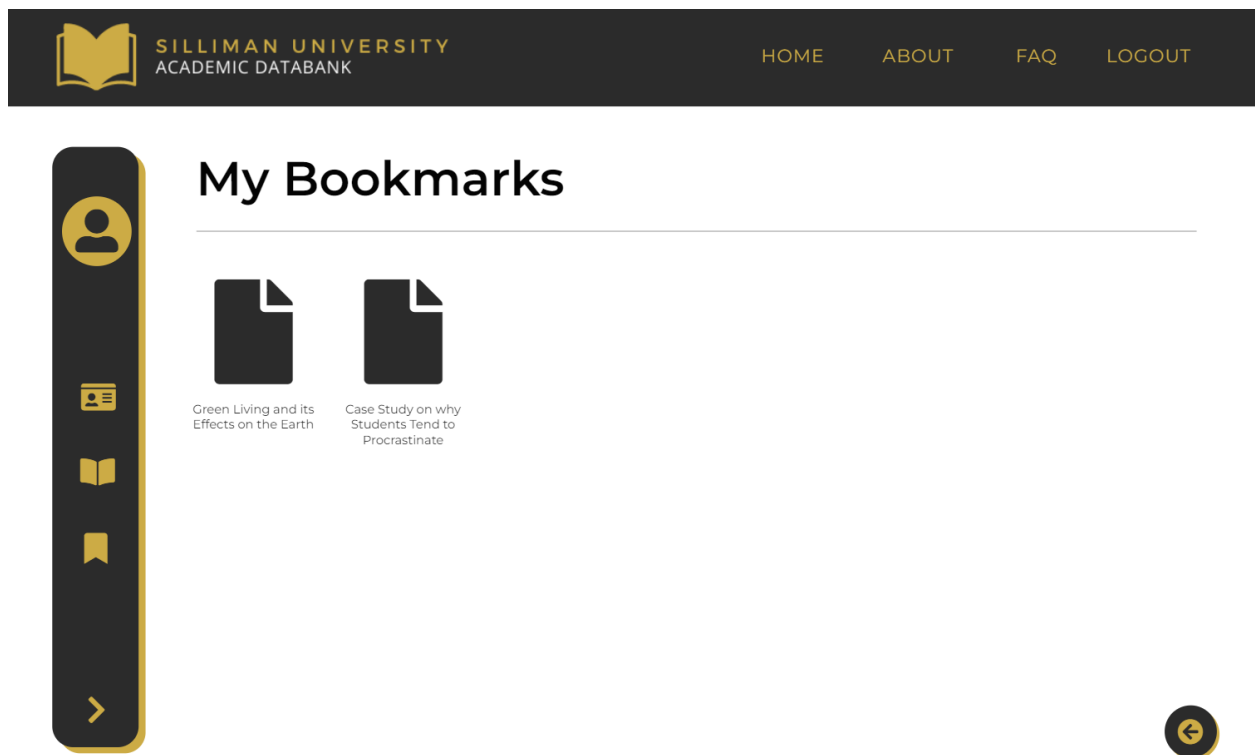 SILLIMAN UNIVERSITY
ACADEMIC DATABANK
HOME
ABOUT
FAQ
LOGOUT
My Bookmarks
Green Living and its
Effects on the Earth
Case Study on why
Students Tend to
Procrastinate